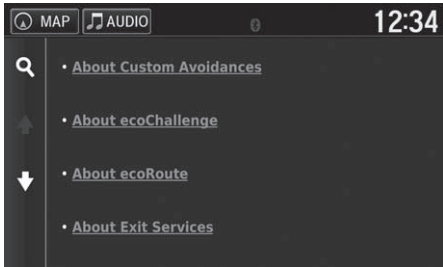 MAP AUDIO 12:34
• About Custom Avoidances
• About ecoChallenge
• About ecoRoute
• About Exit Services